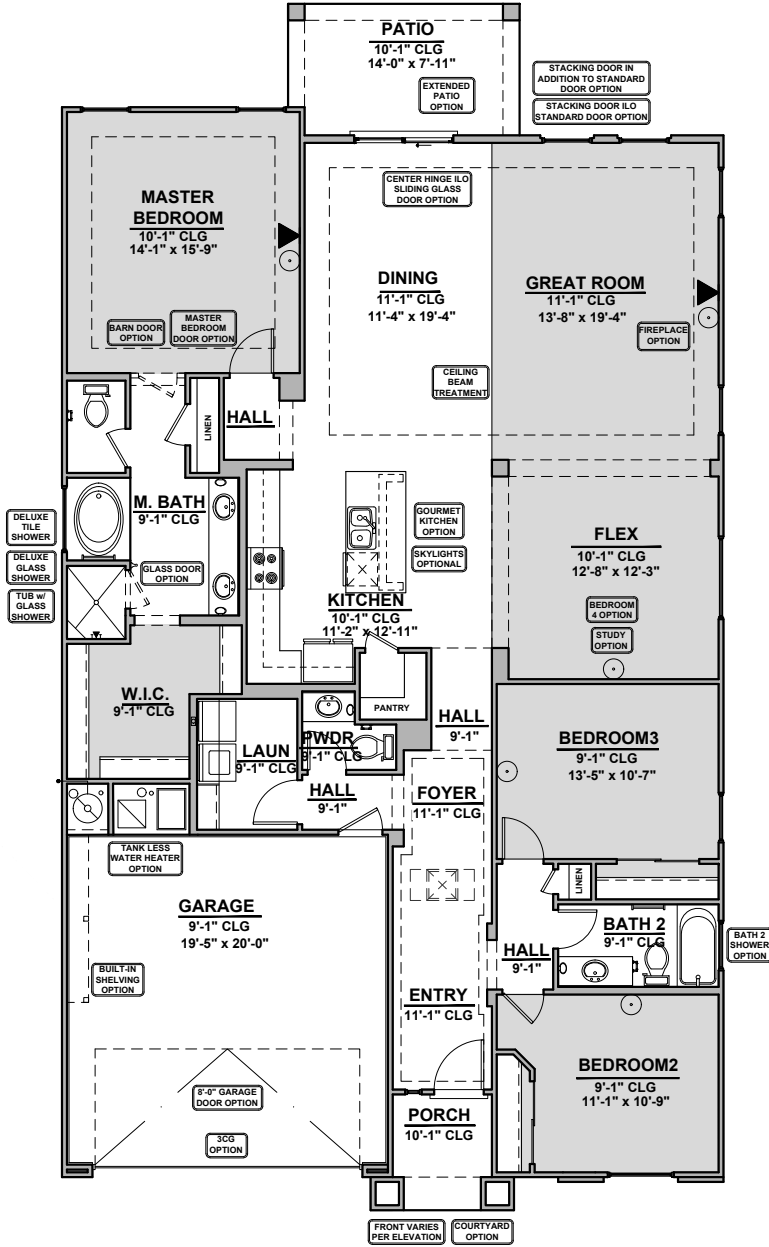 PATIO
10'-1" CLG
14'-0" x 7'-11"
EXTENDED
PATIO
OPTION
STACKING DOOR IN
ADDITION TO STANDARD
DOOR OPTION
STACKING DOOR ILO
STANDARD DOOR OPTION
MASTER
BEDROOM
10'-1" CLG
14'-1" x 15'-9"
CENTER HINGE ILO
SLIDING GLASS
DOOR OPTION
DINING
11'-1" CLG
11'-4" x 19'-4"
GREAT ROOM
11'-1" CLG
13'-8" x 19'-4"
BARN DOOR
OPTION
MASTER
BEDROOM
DOOR OPTION
FIREPLACE
OPTION
CEILING
BEAM
TREATMENT
LINEN
HALL
M. BATH
9'-1" CLG
DELUXE
TILE
SHOWER
DELUXE
GLASS
SHOWER
TUB w/
GLASS
SHOWER
GLASS DOOR
OPTION
GOURMET
KITCHEN
OPTION
SKYLIGHTS
OPTIONAL
FLEX
10'-1" CLG
12'-8" x 12'-3"
BEDROOM
4 OPTION
STUDY
OPTION
KITCHEN
10'-1" CLG
11'-2" x 12'-11"
W.I.C.
9'-1" CLG
PANTRY
HALL
9'-1"
LAUN
9'-1" CLG
PWDR
9'-1" CLG
BEDROOM3
9'-1" CLG
13'-5" x 10'-7"
HALL
9'-1"
FOYER
11'-1" CLG
TANK LESS
WATER HEATER
OPTION
GARAGE
9'-1" CLG
19'-5" x 20'-0"
LINEN
BATH 2
9'-1" CLG
BATH 2
SHOWER
OPTION
HALL
9'-1"
BUILT-IN
SHELVING
OPTION
ENTRY
11'-1" CLG
BEDROOM2
9'-1" CLG
11'-1" x 10'-9"
8'-0" GARAGE
DOOR OPTION
3CG
OPTION
PORCH
10'-1" CLG
FRONT VARIES
PER ELEVATION
COURTYARD
OPTION